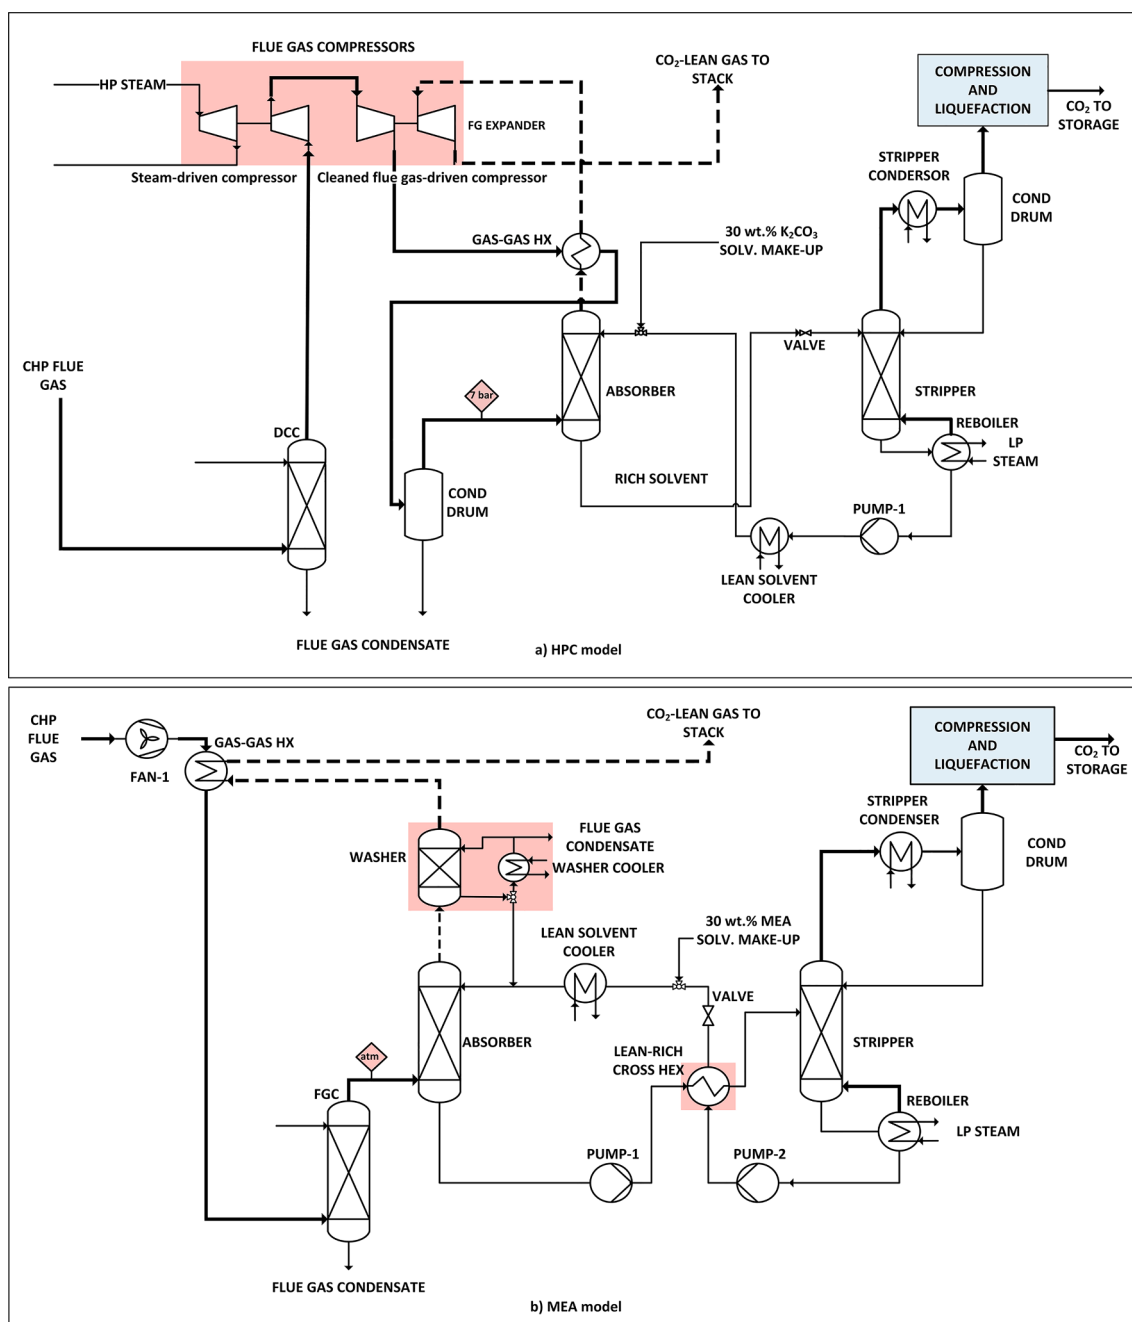 FLUE GAS COMPRESSORS
HP STEAM
FG EXPANDER
Steam-driven compressor
Cleaned flue gas-driven compressor
CO₂-LEAN GAS TO
STACK
COMPRESSION
AND
LIQUEFACTION
CO₂ TO
STORAGE
STRIPPER
CONDERSOR
COND
DRUM
GAS-GAS HX
30 wt.% K₂CO₃
SOLV. MAKE-UP
VALVE
CHP FLUE
GAS
7 bar
ABSORBER
STRIPPER
DCC
REBOILER
LP
STEAM
RICH SOLVENT
COND
DRUM
PUMP-1
LEAN SOLVENT
COOLER
FLUE GAS CONDENSATE
a) HPC model
CHP
FLUE
GAS
FAN-1
GAS-GAS HX
CO₂-LEAN GAS TO
STACK
COMPRESSION
AND
LIQUEFACTION
CO₂ TO
STORAGE
STRIPPER
CONDENSER
COND
DRUM
WASHER
FLUE GAS
CONDENSATE
WASHER COOLER
30 wt.% MEA
SOLV. MAKE-UP
LEAN SOLVENT
COOLER
VALVE
ABSORBER
STRIPPER
LEAN-RICH
CROSS HEX
atm
FGC
REBOILER
LP STEAM
PUMP-1
PUMP-2
FLUE GAS CONDENSATE
b) MEA model